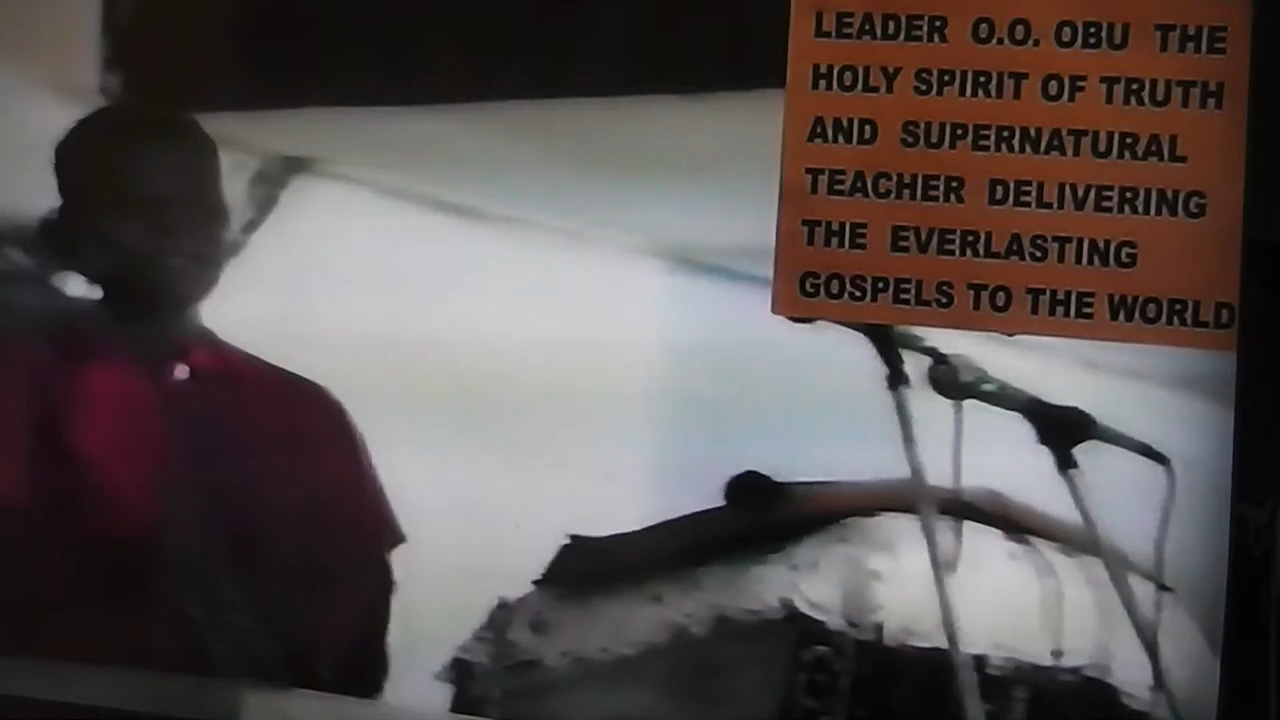 LEADER O.O. OBU THE
HOLY SPIRIT OF TRUTH
AND SUPERNATURAL
TEACHER DELIVERING
THE EVERLASTING
GOSPELS TO THE WORLD